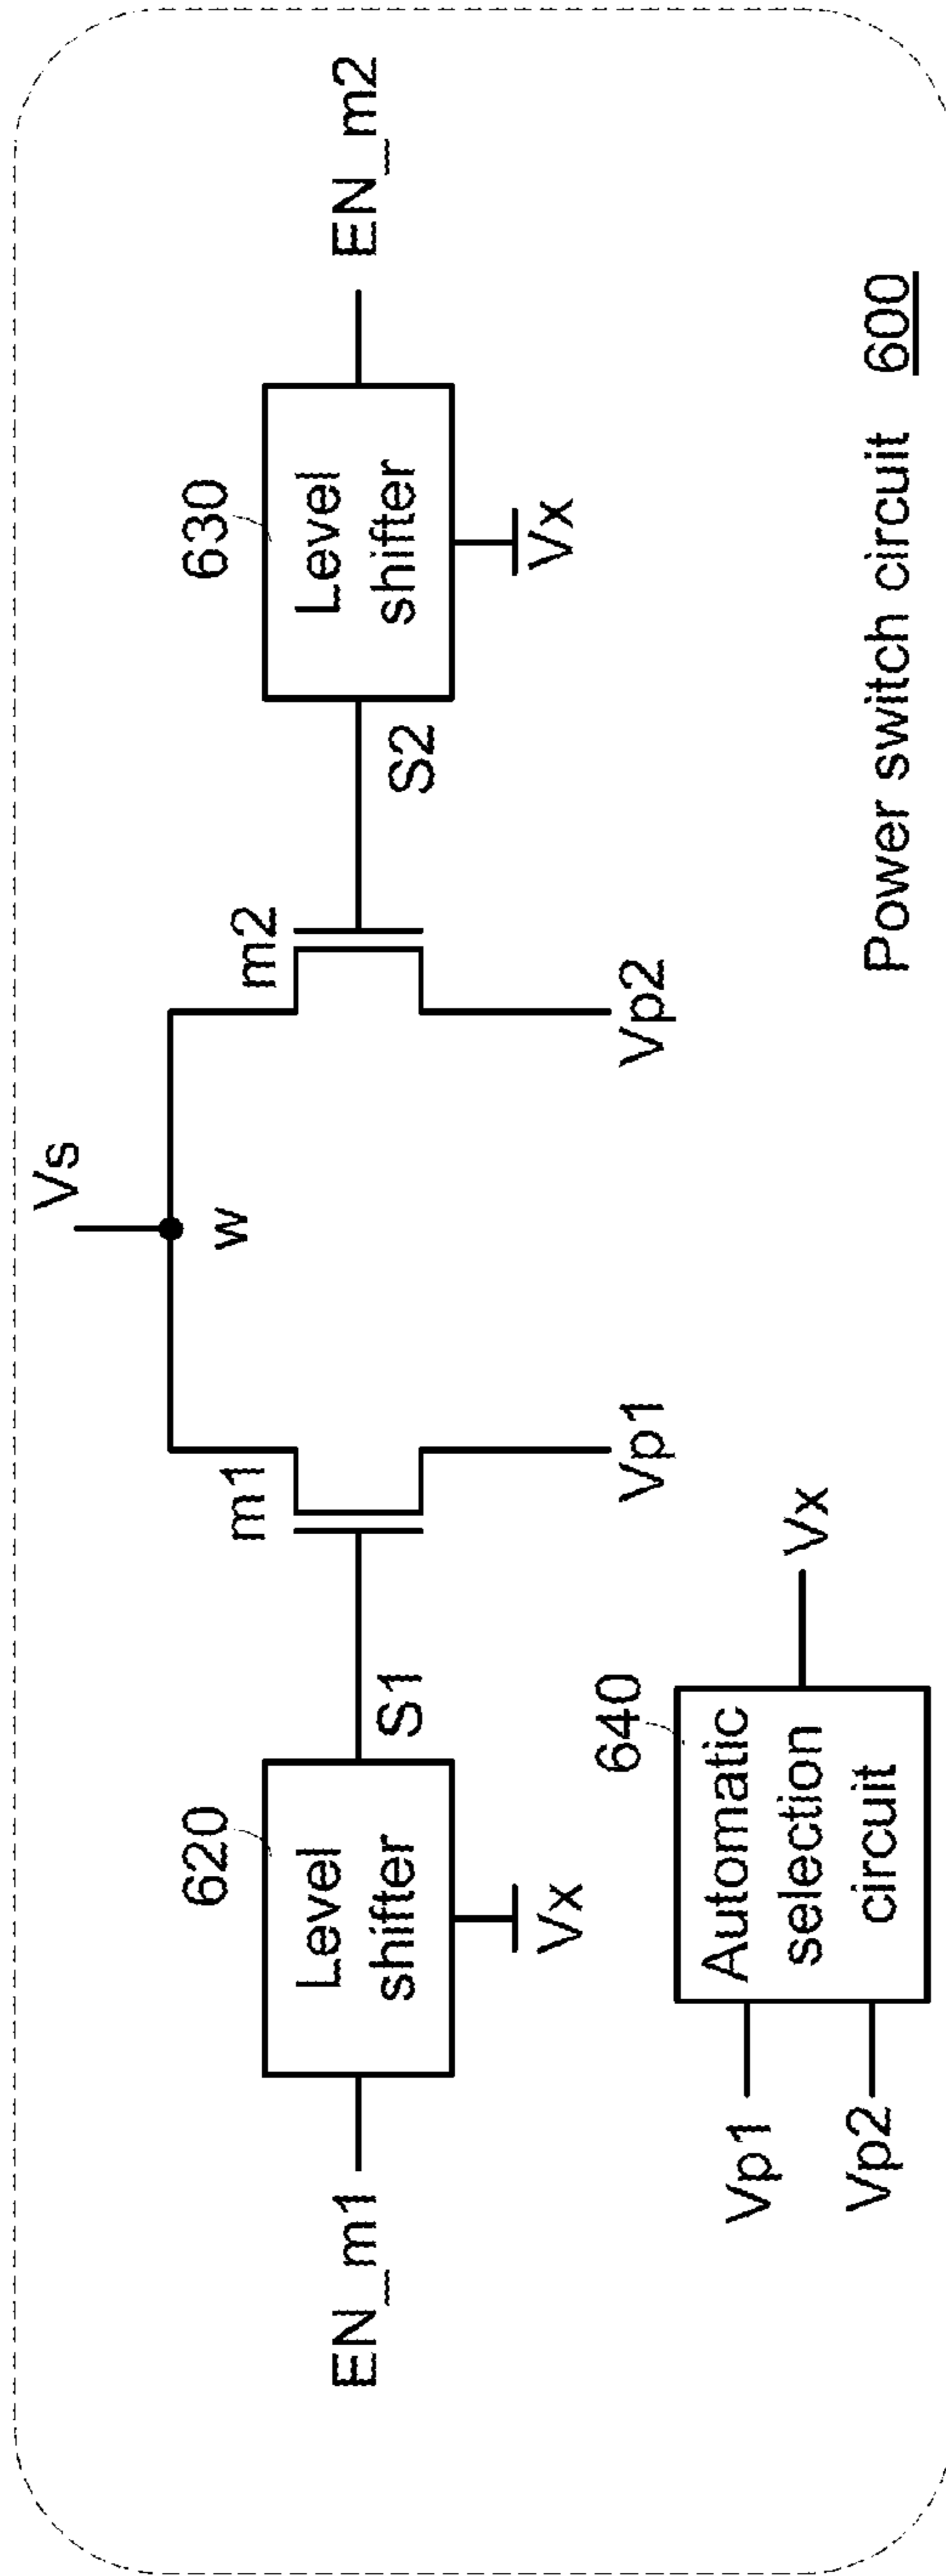 Vs
w
m1
m2
620
630
EN_m1
Level
shifter
S1
S2
Level
shifter
EN_m2
Vx
Vp1
Vp2
Vx
640
Vp1
Vp2
Automatic
selection
circuit
Vx
Power switch circuit 600